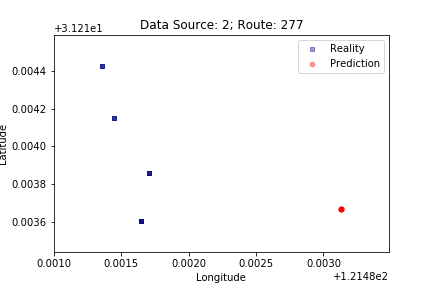 Data Source: 2; Route: 277
+3.121e1
Reality
Prediction
0.0044
0.0042
0.0040
0.0038
0.0036
Latitude
0.0010 0.0015 0.0020 0.0025 0.0030
Longitude
+1.2148e2